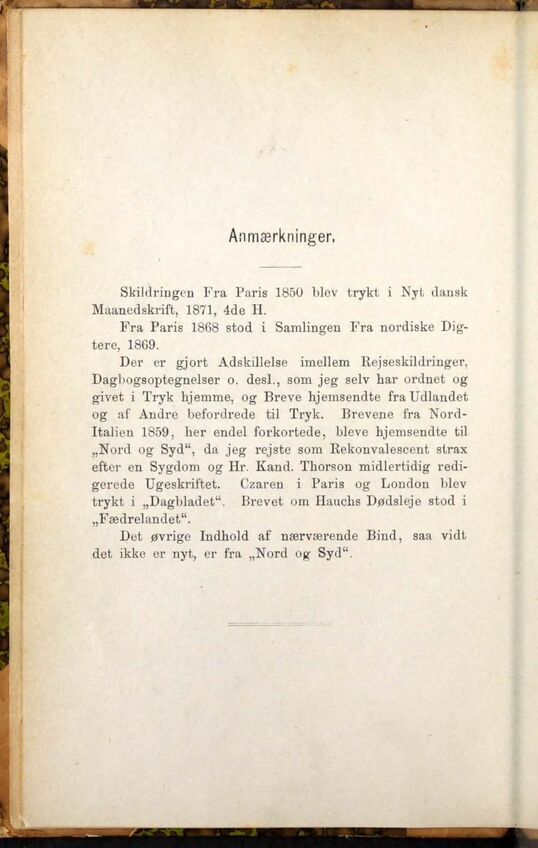 Anmærkninger.
Skildringen Fra Paris 1850 blev trykt i Nyt dansk
Maanedskrift, 1871, 4de H.
Fra Paris 1868 stod i Samlingen Fra nordiske Dig-
tere, 1869.
Der er gjort Adskillelse imellem Rejseskildringer,
Dagbogsoptegnelser o. desl., som jeg selv har ordnet og
givet i Tryk hjemme, og Breve hjemsendte fra Udlandet
og af Andre befordrede til Tryk. Brevene fra Nord-
Italien 1859, her endel forkortede, bleve hjemsendte til
„Nord og Syd“, da jeg rejste som Rekonvalescent strax
efter en Sygdom og Hr. Kand. Thorson midlertidig redi-
gerede Ugeskriftet. Czaren i Paris og London blev
trykt i „Dagbladet“. Brevet om Hauchs Dødsleje stod i
„Fædrelandet“.
Det øvrige Indhold af nærværende Bind, saa vidt
det ikke er nyt, er fra „Nord og Syd“.